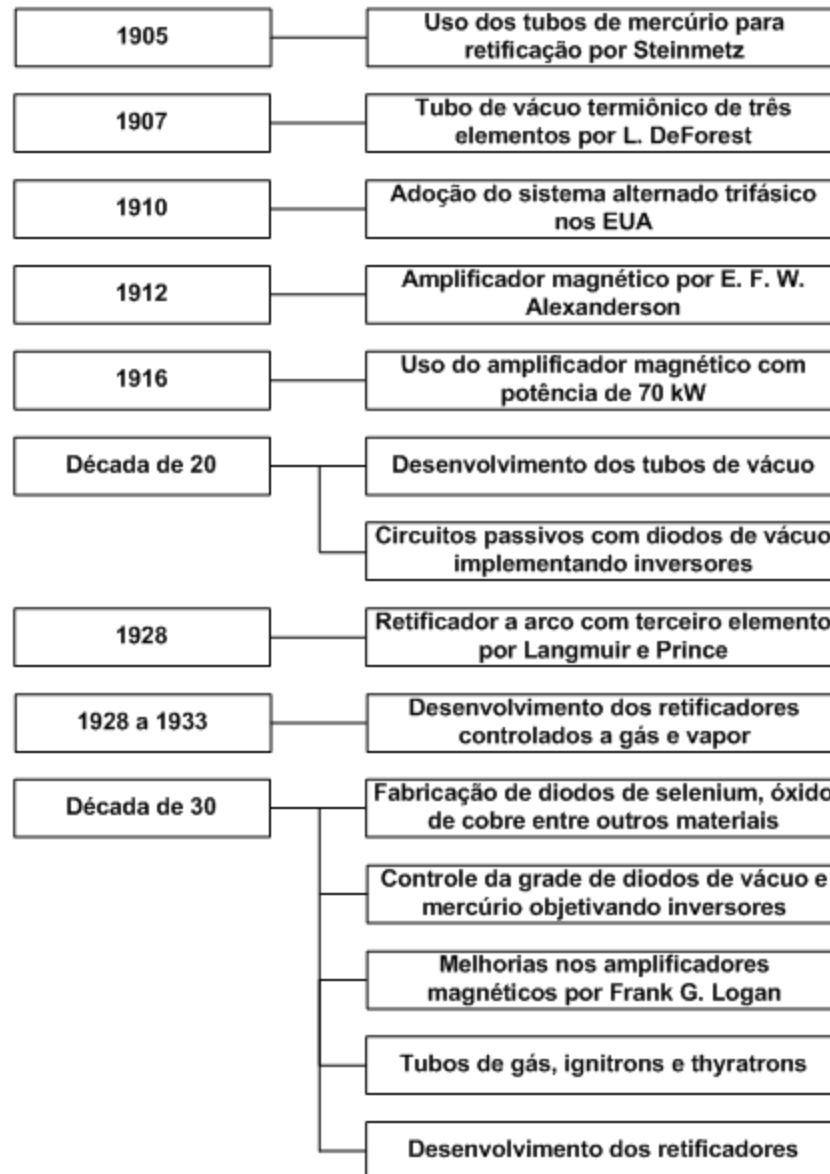 1905
Uso dos tubos de mercúrio para
retificação por Steinmetz
1907
Tubo de vácuo termiônico de três
elementos por L. DeForest
1910
Adoção do sistema alternado trifásico
nos EUA
1912
Amplificador magnético por E. F. W.
Alexanderson
1916
Uso do amplificador magnético com
potência de 70 kW
Década de 20
Desenvolvimento dos tubos de vácuo
Circuitos passivos com diodos de vácuo
implementando inversores
1928
Retificador a arco com terceiro elemento
por Langmuir e Prince
1928 a 1933
Desenvolvimento dos retificadores
controlados a gás e vapor
Década de 30
Fabricação de diodos de selenium, óxido
de cobre entre outros materiais
Controle da grade de diodos de vácuo e
mercúrio objetivando inversores
Melhorias nos amplificadores
magnéticos por Frank G. Logan
Tubos de gás, ignitrons e thyratrons
Desenvolvimento dos retificadores